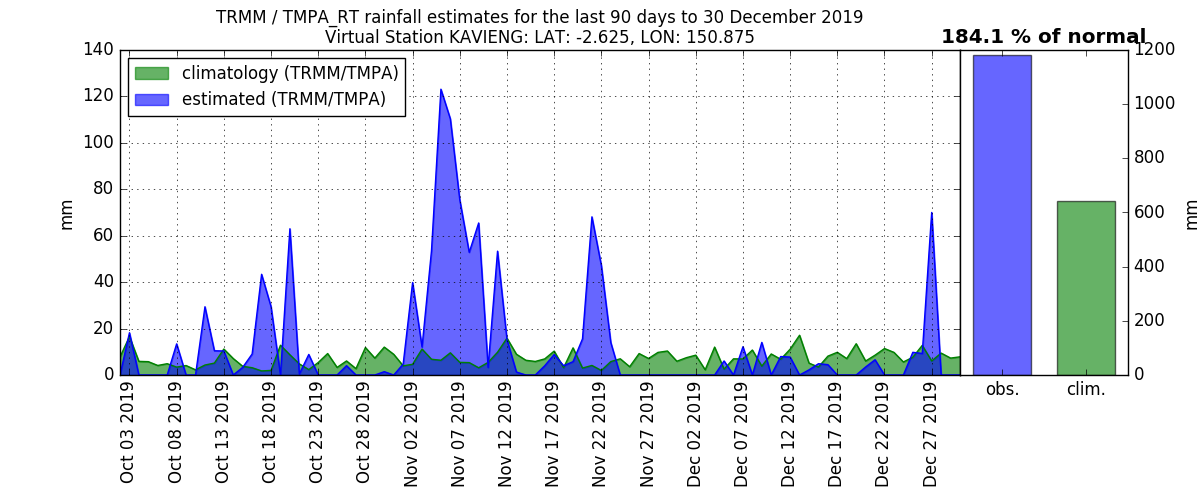 TRMM / TMPA_RT rainfall estimates for the last 90 days to 30 December 2019
Virtual Station KAVIENG: LAT: -2.625, LON: 150.875
184.1 % of normal
climatology (TRMM/TMPA)
estimated (TRMM/TMPA)
mm
140
120
100
80
60
40
20
0
Oct 03 2019
Oct 08 2019
Oct 13 2019
Oct 18 2019
Oct 23 2019
Oct 28 2019
Nov 02 2019
Nov 07 2019
Nov 12 2019
Nov 17 2019
Nov 22 2019
Nov 27 2019
Dec 02 2019
Dec 07 2019
Dec 12 2019
Dec 17 2019
Dec 22 2019
Dec 27 2019
obs.
clim.
1200
1000
800
600
400
200
0
mm